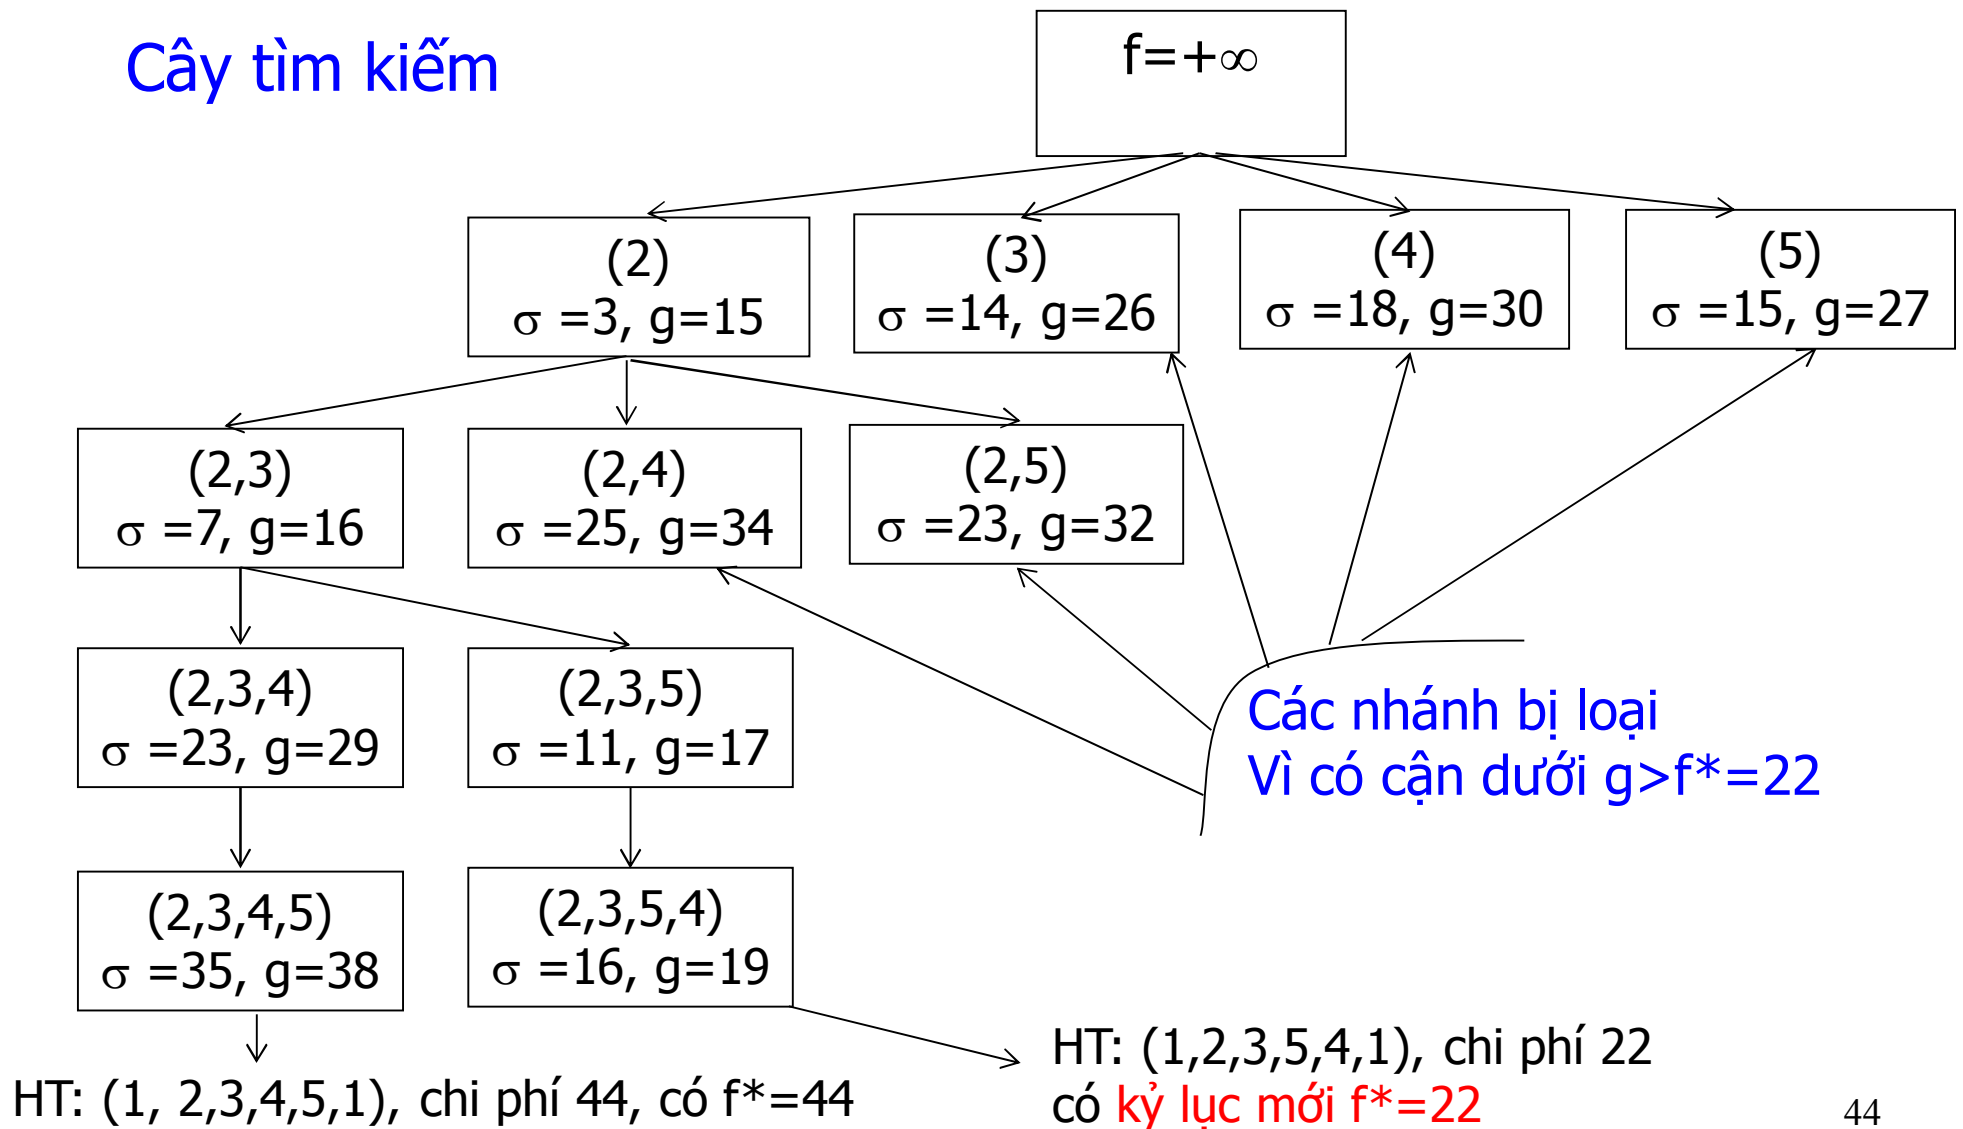 Cây tìm kiếm
f=+∞
(2)
σ =3, g=15
(3)
σ =14, g=26
(4)
σ =18, g=30
(5)
σ =15, g=27
(2,3)
σ =7, g=16
(2,4)
σ =25, g=34
(2,5)
σ =23, g=32
(2,3,4)
σ =23, g=29
(2,3,5)
σ =11, g=17
Các nhánh bị loại
Vì có cận dưới g>f*=22
(2,3,4,5)
σ =35, g=38
(2,3,5,4)
σ =16, g=19
HT: (1, 2,3,4,5,1), chi phí 44, có f*=44
HT: (1,2,3,5,4,1), chi phí 22
có kỷ lục mới f*=22
44